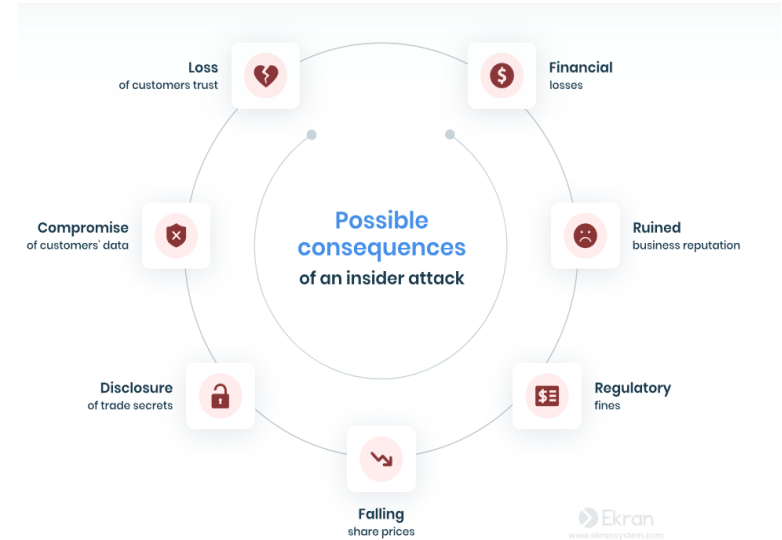 Loss
of customers trust
Financial
losses
Compromise
of customers' data
Possible
consequences
of an insider attack
Ruined
business reputation
Disclosure
of trade secrets
Regulatory
fines
Falling
share prices
Ekran
www.ekransystem.com